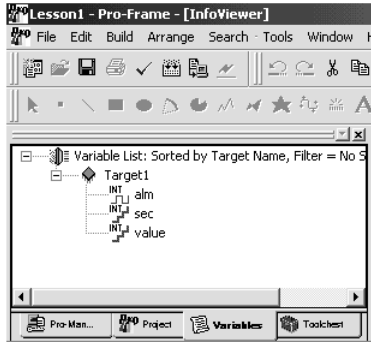 Lesson1 - Pro-Frame - [InfoViewer]
File Edit Build Arrange Search Tools Window
Variable List: Sorted by Target Name, Filter = No S
Target1
INT alm
INT sec
INT value
Pro-Man... Project Variables Toolchest